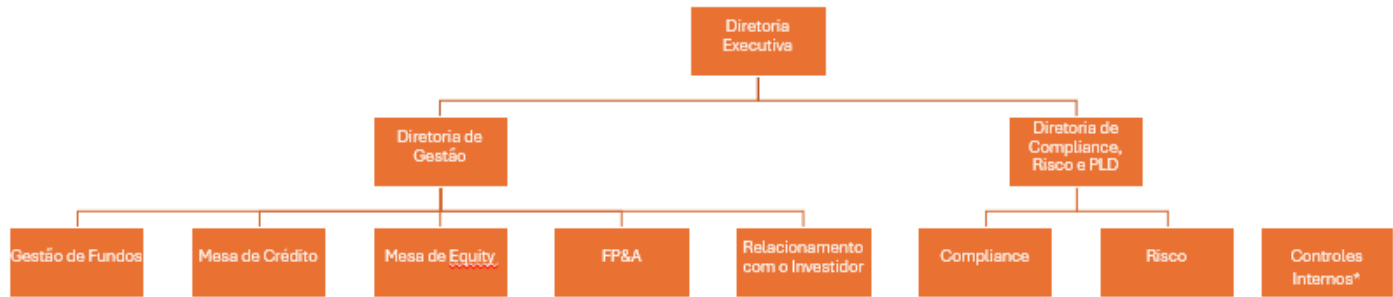 Diretoria
Executiva
Diretoria de
Gestão
Diretoria de
Compliance,
Risco e PLD
Gestão de Fundos
Mesa de Crédito
Mesa de Equity
FP&A
Relacionamento
com o Investidor
Compliance
Risco
Controles
Internos*